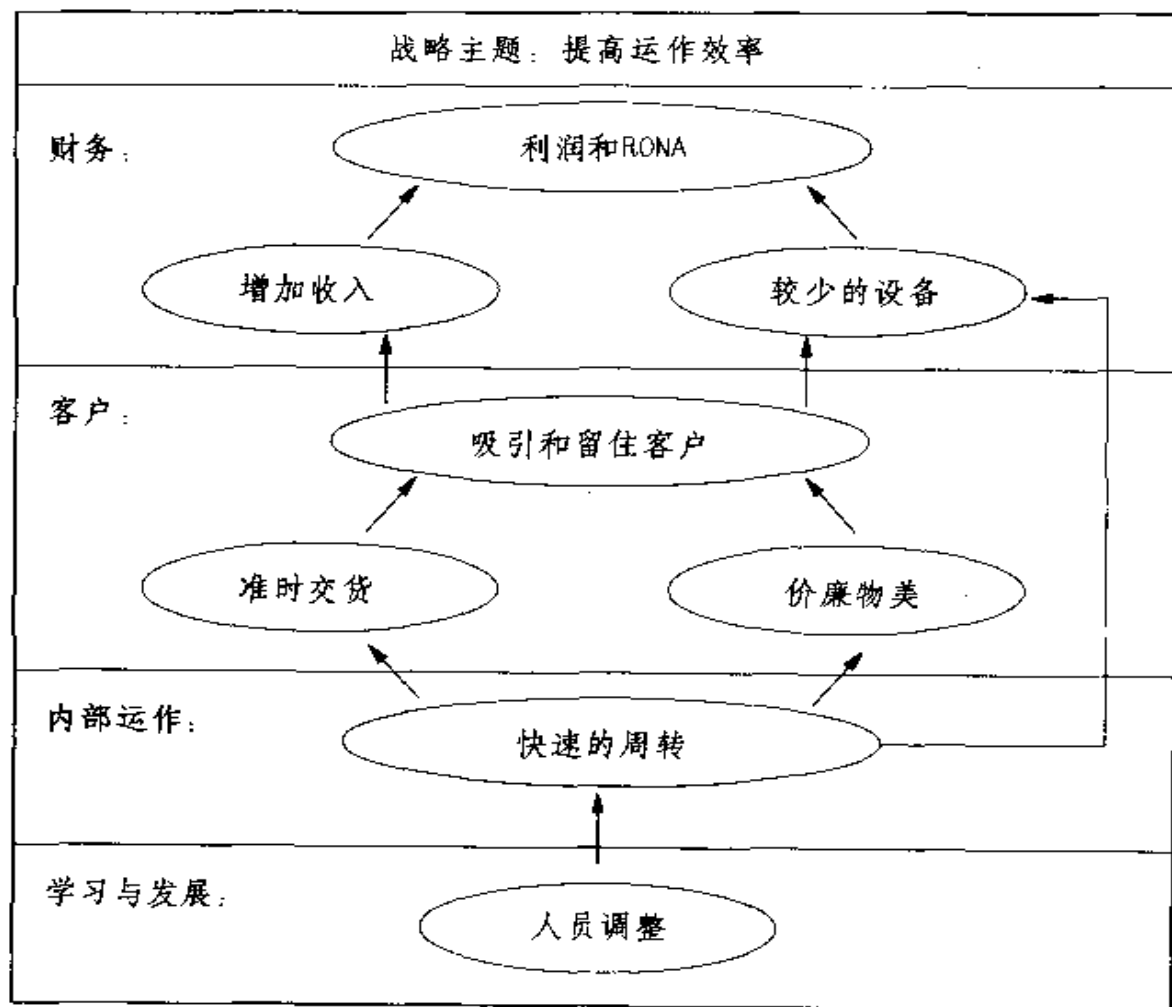 战略主题：提高运作效率
财务：
利润和RONA
增加收入
较少的设备
客户：
吸引和留住客户
准时交货
价廉物美
内部运作：
快速的周转
学习与发展：
人员调整